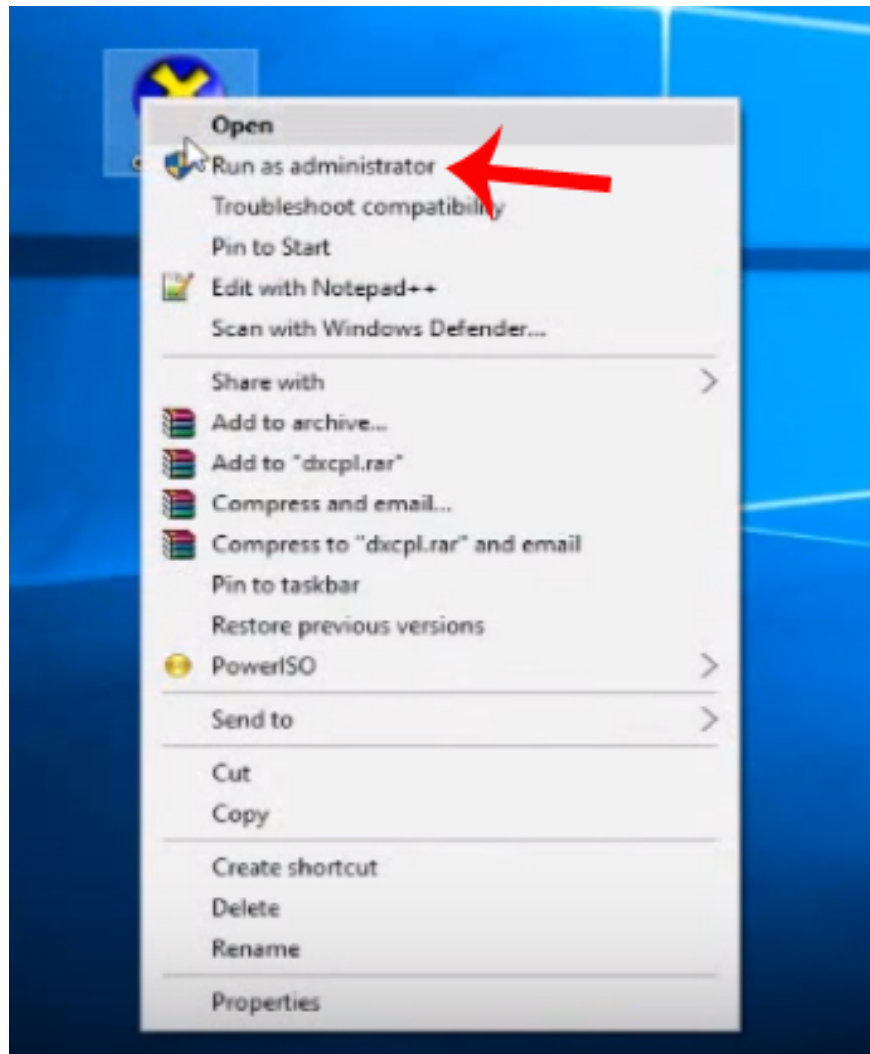 Open
Run as administrator
Troubleshoot compatibility
Pin to Start
Edit with Notepad++
Scan with Windows Defender...
Share with
Add to archive...
Add to "dxcpl.rar"
Compress and email...
Compress to "dxcpl.rar" and email
Pin to taskbar
Restore previous versions
PowerISO
Send to
Cut
Copy
Create shortcut
Delete
Rename
Properties